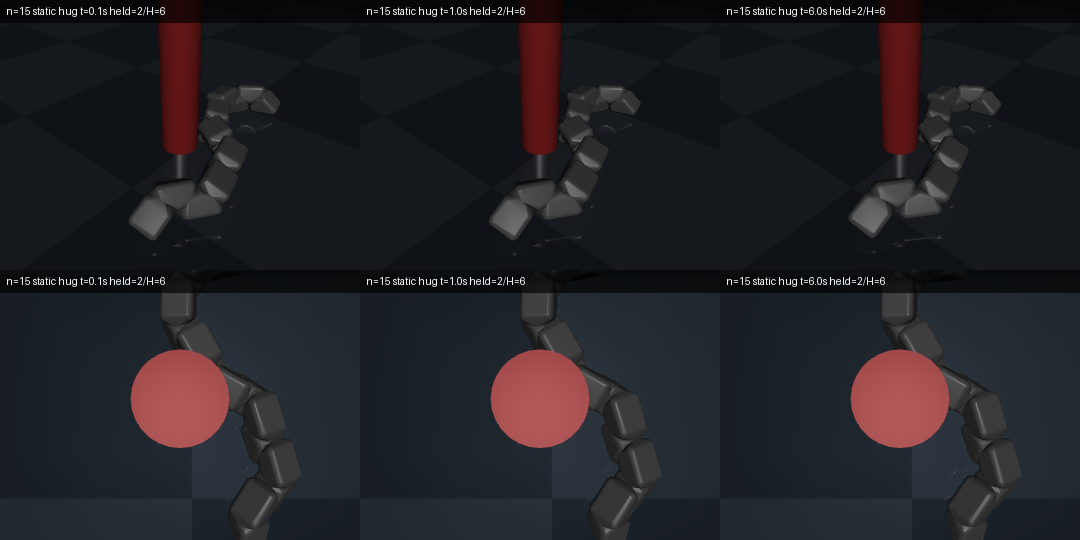 n=15 static hug t=0.1s held=2/H=6
n=15 static hug t=1.0s held=2/H=6
n=15 static hug t=6.0s held=2/H=6
n=15 static hug t=0.1s held=2/H=6
n=15 static hug t=1.0s held=2/H=6
n=15 static hug t=6.0s held=2/H=6